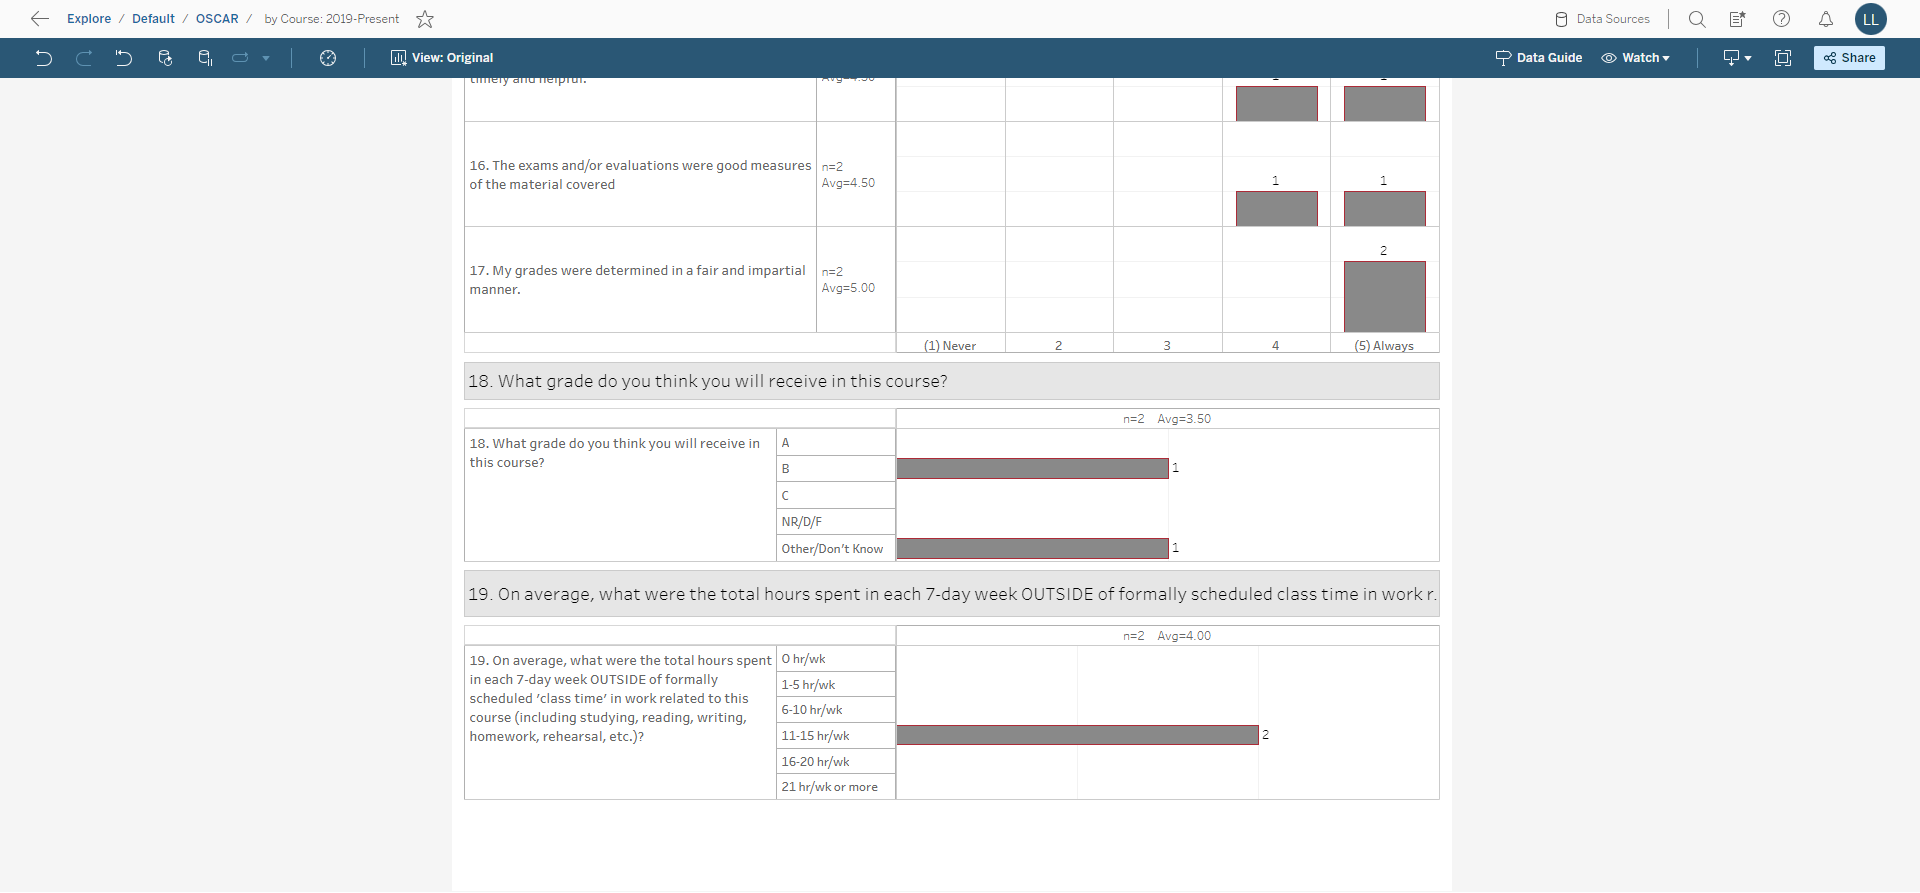 Explore / Default / OSCAR / by Course: 2019-Present
Data Sources
LL
View: Original
Data Guide
Watch
Share
timely and helpful.
Avg=4.50
1 1
16. The exams and/or evaluations were good measures
of the material covered
n=2
Avg=4.50
1 1
17. My grades were determined in a fair and impartial
manner.
n=2
Avg=5.00
2
(1) Never 2 3 4 (5) Always
18. What grade do you think you will receive in this course?
n=2 Avg=3.50
18. What grade do you think you will receive in
this course?
A
B 1
C
NR/D/F
Other/Don't Know 1
19. On average, what were the total hours spent in each 7-day week OUTSIDE of formally scheduled class time in work r.
n=2 Avg=4.00
19. On average, what were the total hours spent
in each 7-day week OUTSIDE of formally
scheduled 'class time' in work related to this
course (including studying, reading, writing,
homework, rehearsal, etc.)?
0 hr/wk
1-5 hr/wk
6-10 hr/wk
11-15 hr/wk 2
16-20 hr/wk
21 hr/wk or more